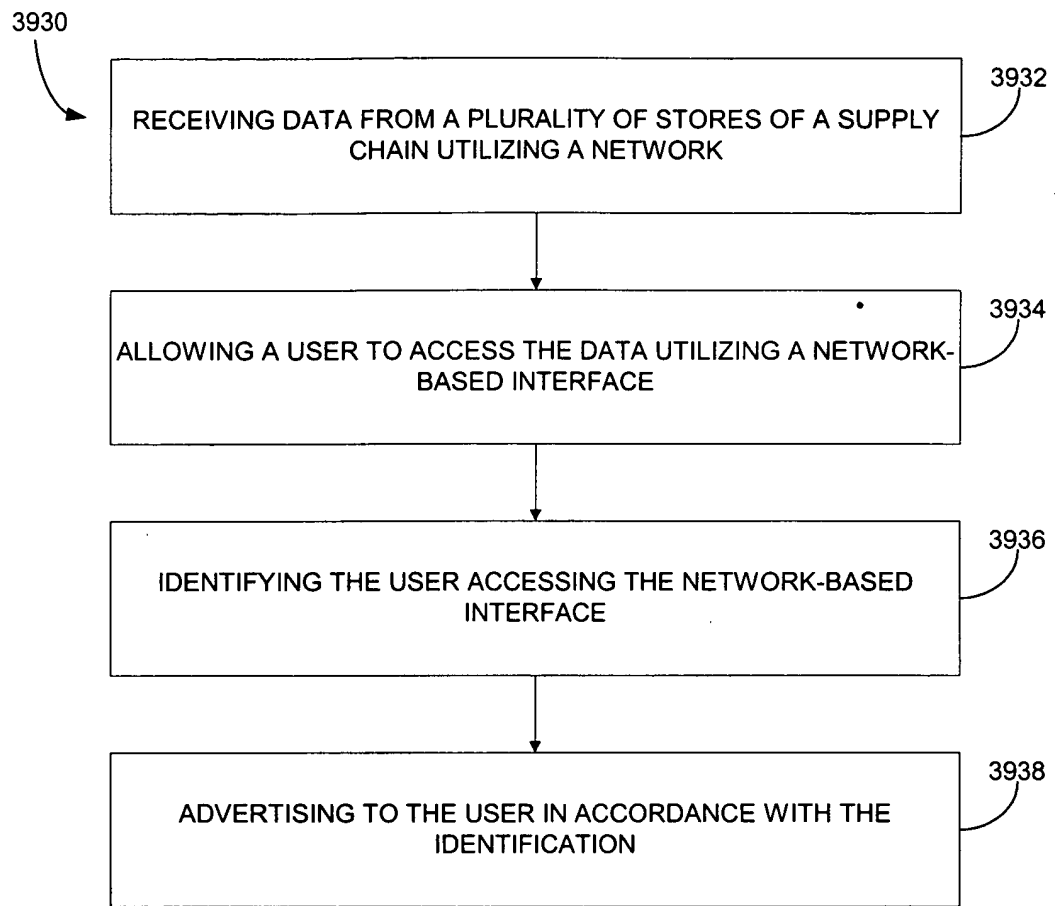 3930
3932
RECEIVING DATA FROM A PLURALITY OF STORES OF A SUPPLY
CHAIN UTILIZING A NETWORK
3934
ALLOWING A USER TO ACCESS THE DATA UTILIZING A NETWORK-
BASED INTERFACE
3936
IDENTIFYING THE USER ACCESSING THE NETWORK-BASED
INTERFACE
3938
ADVERTISING TO THE USER IN ACCORDANCE WITH THE
IDENTIFICATION